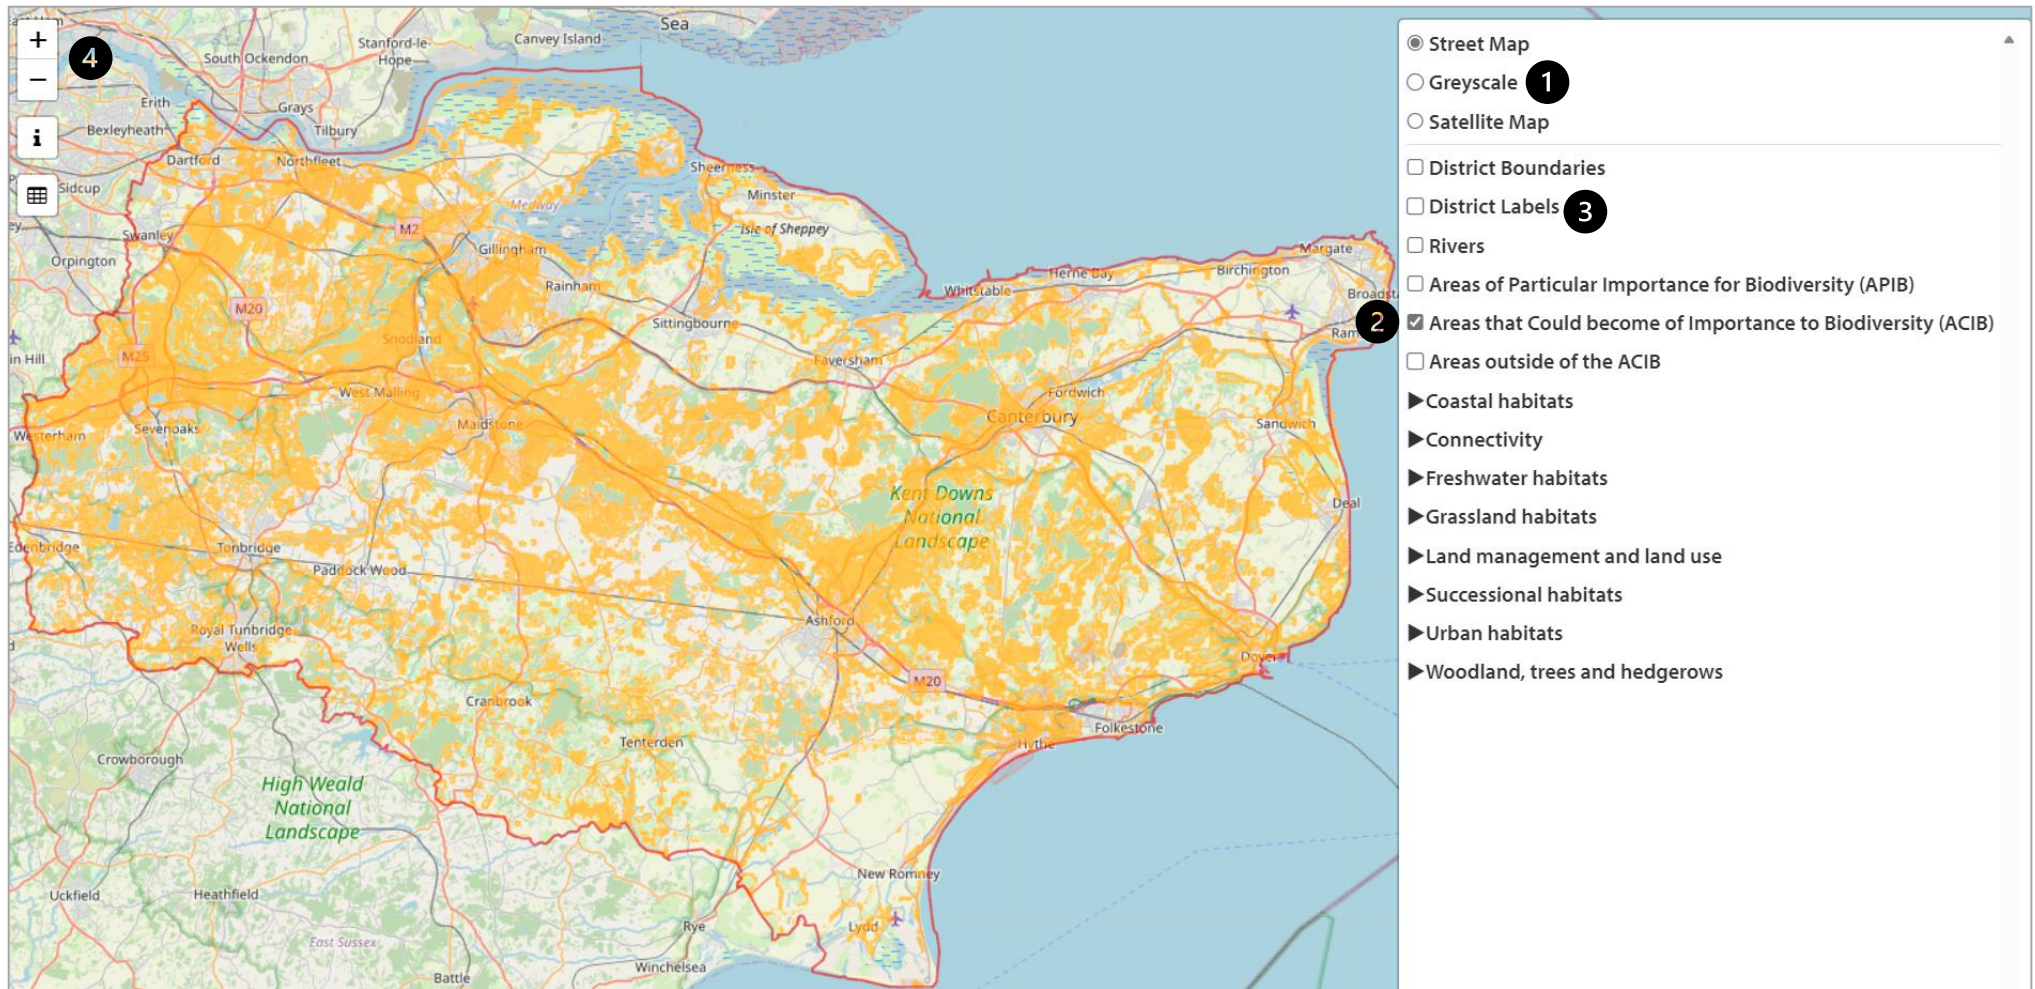 Sea
Canvey Island
Stanford-le-
Hope
South Ockendon
+
4
−
Erith
Grays
Bexleyheath
Tilbury
i
Dartford
Northfleet
Sheerness
Sidcup
Minster
Medway
Isle of Sheppey
M2
Swanley
Gillingham
Margate
Orpington
Herne Bay
Birchington
Rainham
Whitstable
Broadsta
M20
Sittingbourne
Ram
Snodland
in Hill
M25
Faversham
West Malling
Fordwich
Canterbury
Sevenoaks
Maidstone
Sandwich
Westerham
Kent Downs
National
Landscape
Deal
Edenbridge
Tonbridge
Paddock Wood
Ashford
Royal Tunbridge
Wells
Dover
M20
Cranbrook
Folkestone
Tenterden
Hythe
Crowborough
High Weald
National
Landscape
New Romney
Uckfield
Heathfield
Lydd
Rye
East Sussex
Winchelsea
Battle
Street Map
Greyscale 1
Satellite Map
District Boundaries
District Labels 3
Rivers
Areas of Particular Importance for Biodiversity (APIB)
2 Areas that Could become of Importance to Biodiversity (ACIB)
Areas outside of the ACIB
▶Coastal habitats
▶Connectivity
▶Freshwater habitats
▶Grassland habitats
▶Land management and land use
▶Successional habitats
▶Urban habitats
▶Woodland, trees and hedgerows